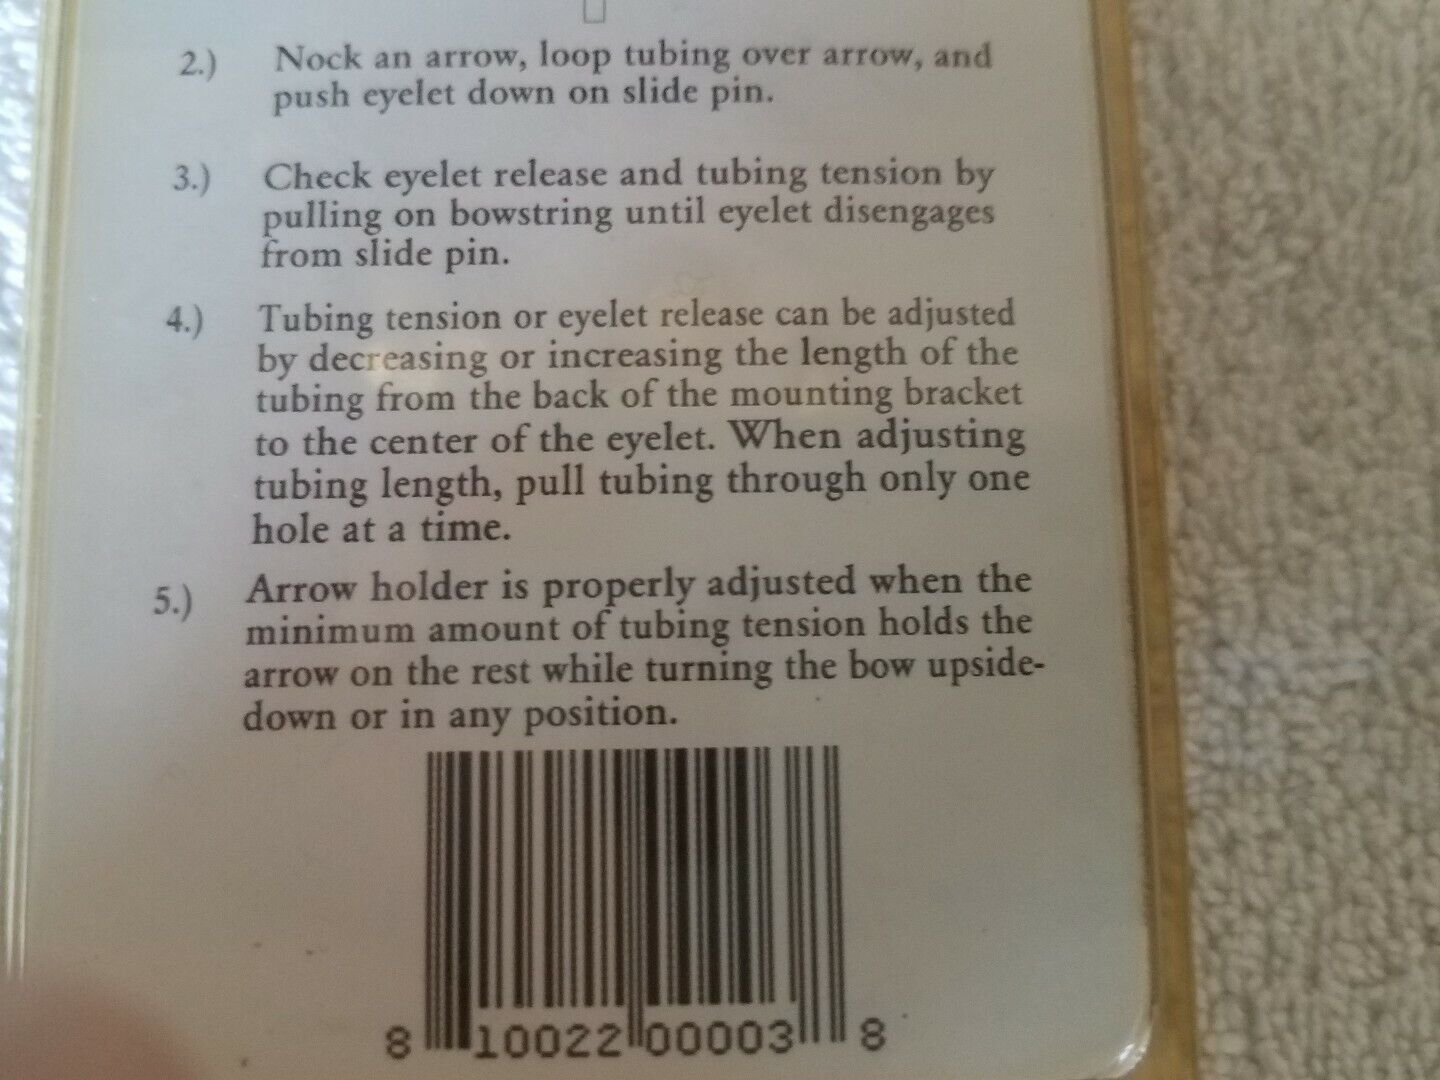 2.) Nock an arrow, loop tubing over arrow, and
push eyelet down on slide pin.
3.) Check eyelet release and tubing tension by
pulling on bowstring until eyelet disengages
from slide pin.
4.) Tubing tension or eyelet release can be adjusted
by decreasing or increasing the length of the
tubing from the back of the mounting bracket
to the center of the eyelet. When adjusting
tubing length, pull tubing through only one
hole at a time.
5.) Arrow holder is properly adjusted when the
minimum amount of tubing tension holds the
arrow on the rest while turning the bow upside-
down or in any position.
8 10022 00003 8